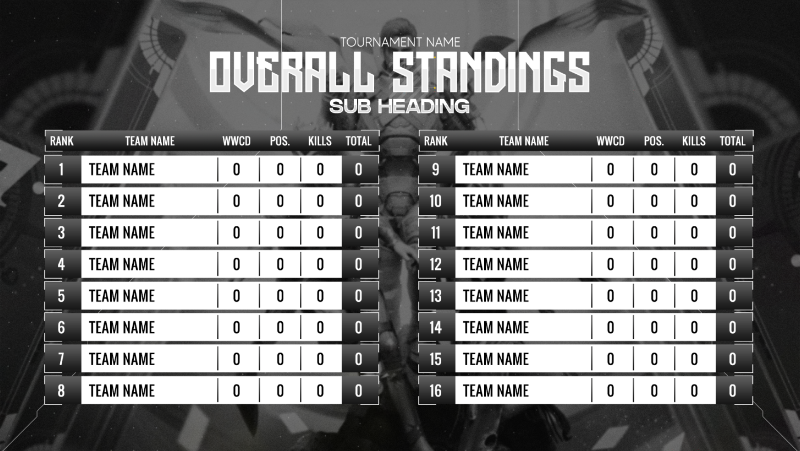 TOURNAMENT NAME
OVERALL STANDINGS
SUB HEADING
RANK TEAM NAME WWCD POS. KILLS TOTAL
1 TEAM NAME 0 0 0 0
2 TEAM NAME 0 0 0 0
3 TEAM NAME 0 0 0 0
4 TEAM NAME 0 0 0 0
5 TEAM NAME 0 0 0 0
6 TEAM NAME 0 0 0 0
7 TEAM NAME 0 0 0 0
8 TEAM NAME 0 0 0 0
RANK TEAM NAME WWCD POS. KILLS TOTAL
9 TEAM NAME 0 0 0 0
10 TEAM NAME 0 0 0 0
11 TEAM NAME 0 0 0 0
12 TEAM NAME 0 0 0 0
13 TEAM NAME 0 0 0 0
14 TEAM NAME 0 0 0 0
15 TEAM NAME 0 0 0 0
16 TEAM NAME 0 0 0 0